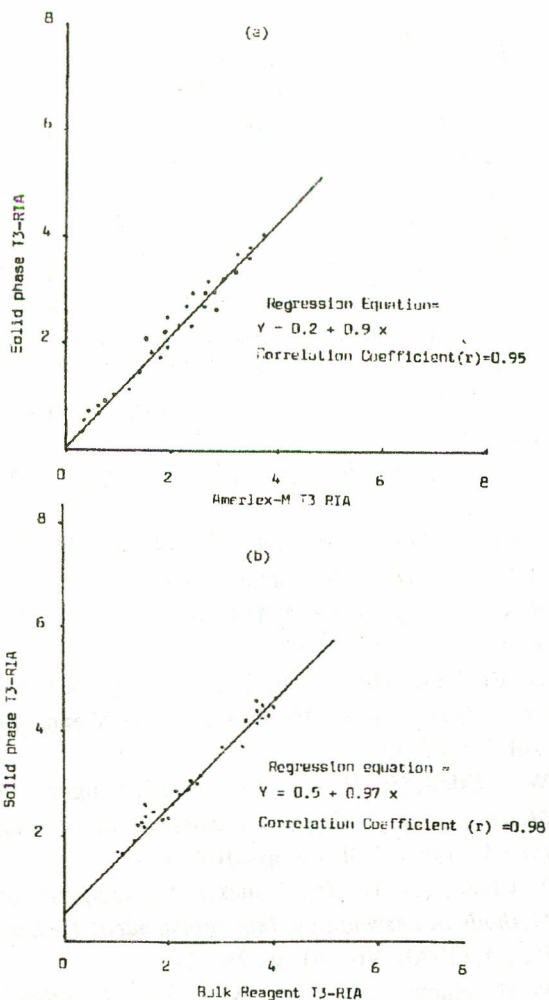 8
(a)
6
4
2
Solid phase T3-RIA
Regression Equation=
Y = 0.2 + 0.9 x
Correlation Coefficient(r)=0.95
0 2 4 6 8
Amerlex-M T3 RIA
8
(b)
6
4
2
Solid phase T3-RIA
Regression equation =
Y = 0.5 + 0.97 x
Correlation Coefficient (r) =0.98
0 2 4 6 8
Bulk Reagent T3-RIA